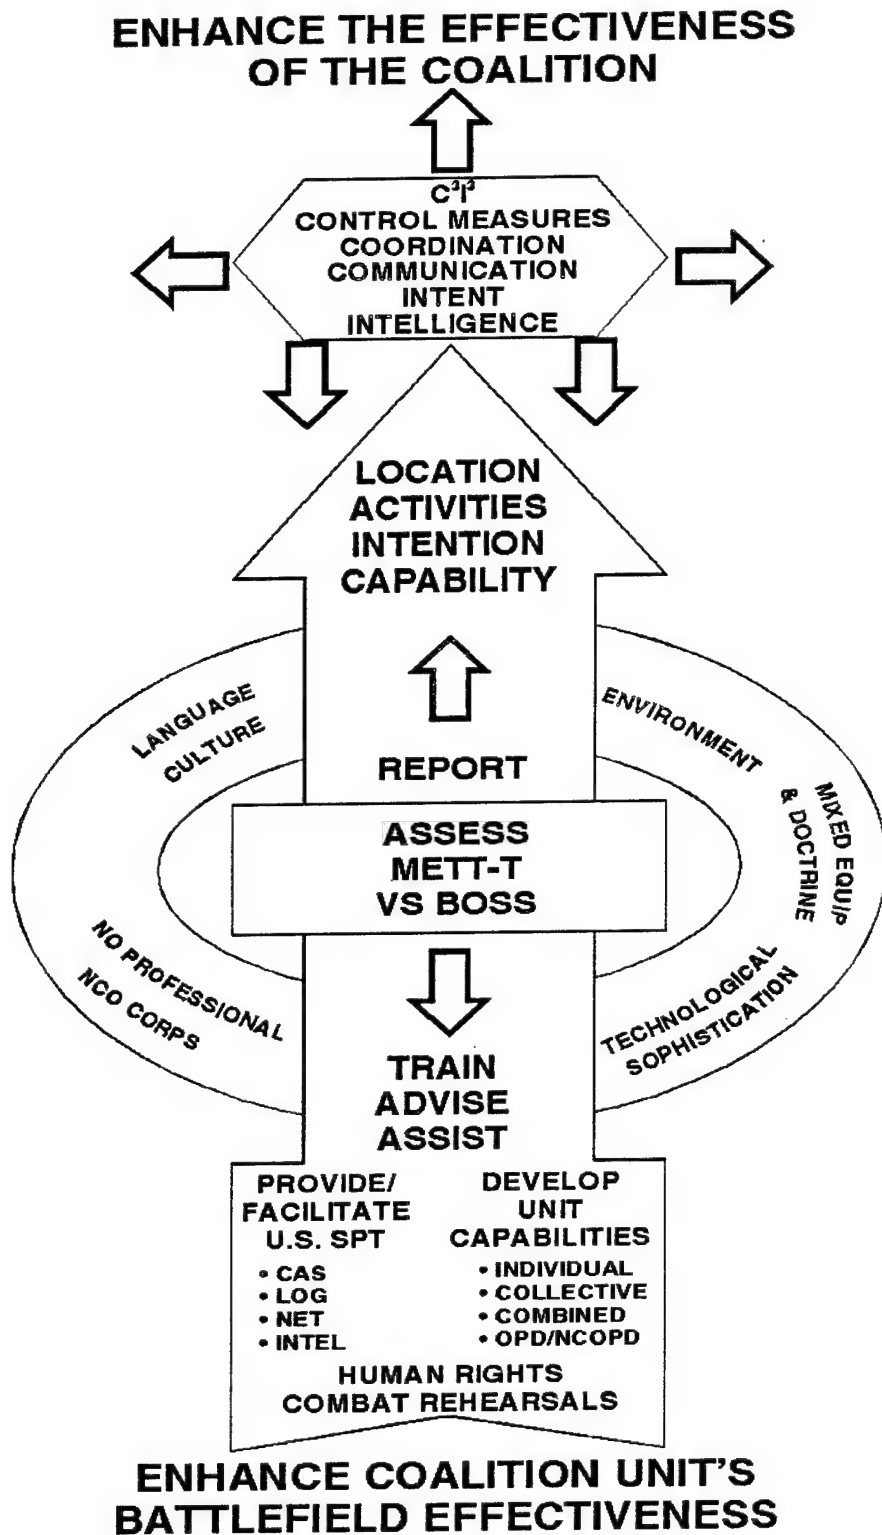 ENHANCE THE EFFECTIVENESS
OF THE COALITION
C³I³
CONTROL MEASURES
COORDINATION
COMMUNICATION
INTENT
INTELLIGENCE
LOCATION
ACTIVITIES
INTENTION
CAPABILITY
LANGUAGE
CULTURE
ENVIRONMENT
MIXED EQUIP
& DOCTRINE
REPORT
ASSESS
METT-T
VS BOSS
NO PROFESSIONAL
NCO CORPS
TECHNOLOGICAL
SOPHISTICATION
TRAIN
ADVISE
ASSIST
PROVIDE/
FACILITATE
U.S. SPT
• CAS
• LOG
• NET
• INTEL
DEVELOP
UNIT
CAPABILITIES
• INDIVIDUAL
• COLLECTIVE
• COMBINED
• OPD/NCOPD
HUMAN RIGHTS
COMBAT REHEARSALS
ENHANCE COALITION UNIT'S
BATTLEFIELD EFFECTIVENESS